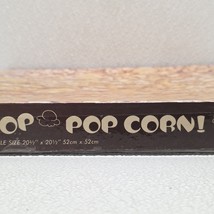 OP POP CORN!
LE SIZE 20½" x 20½" 52cm x 52cm